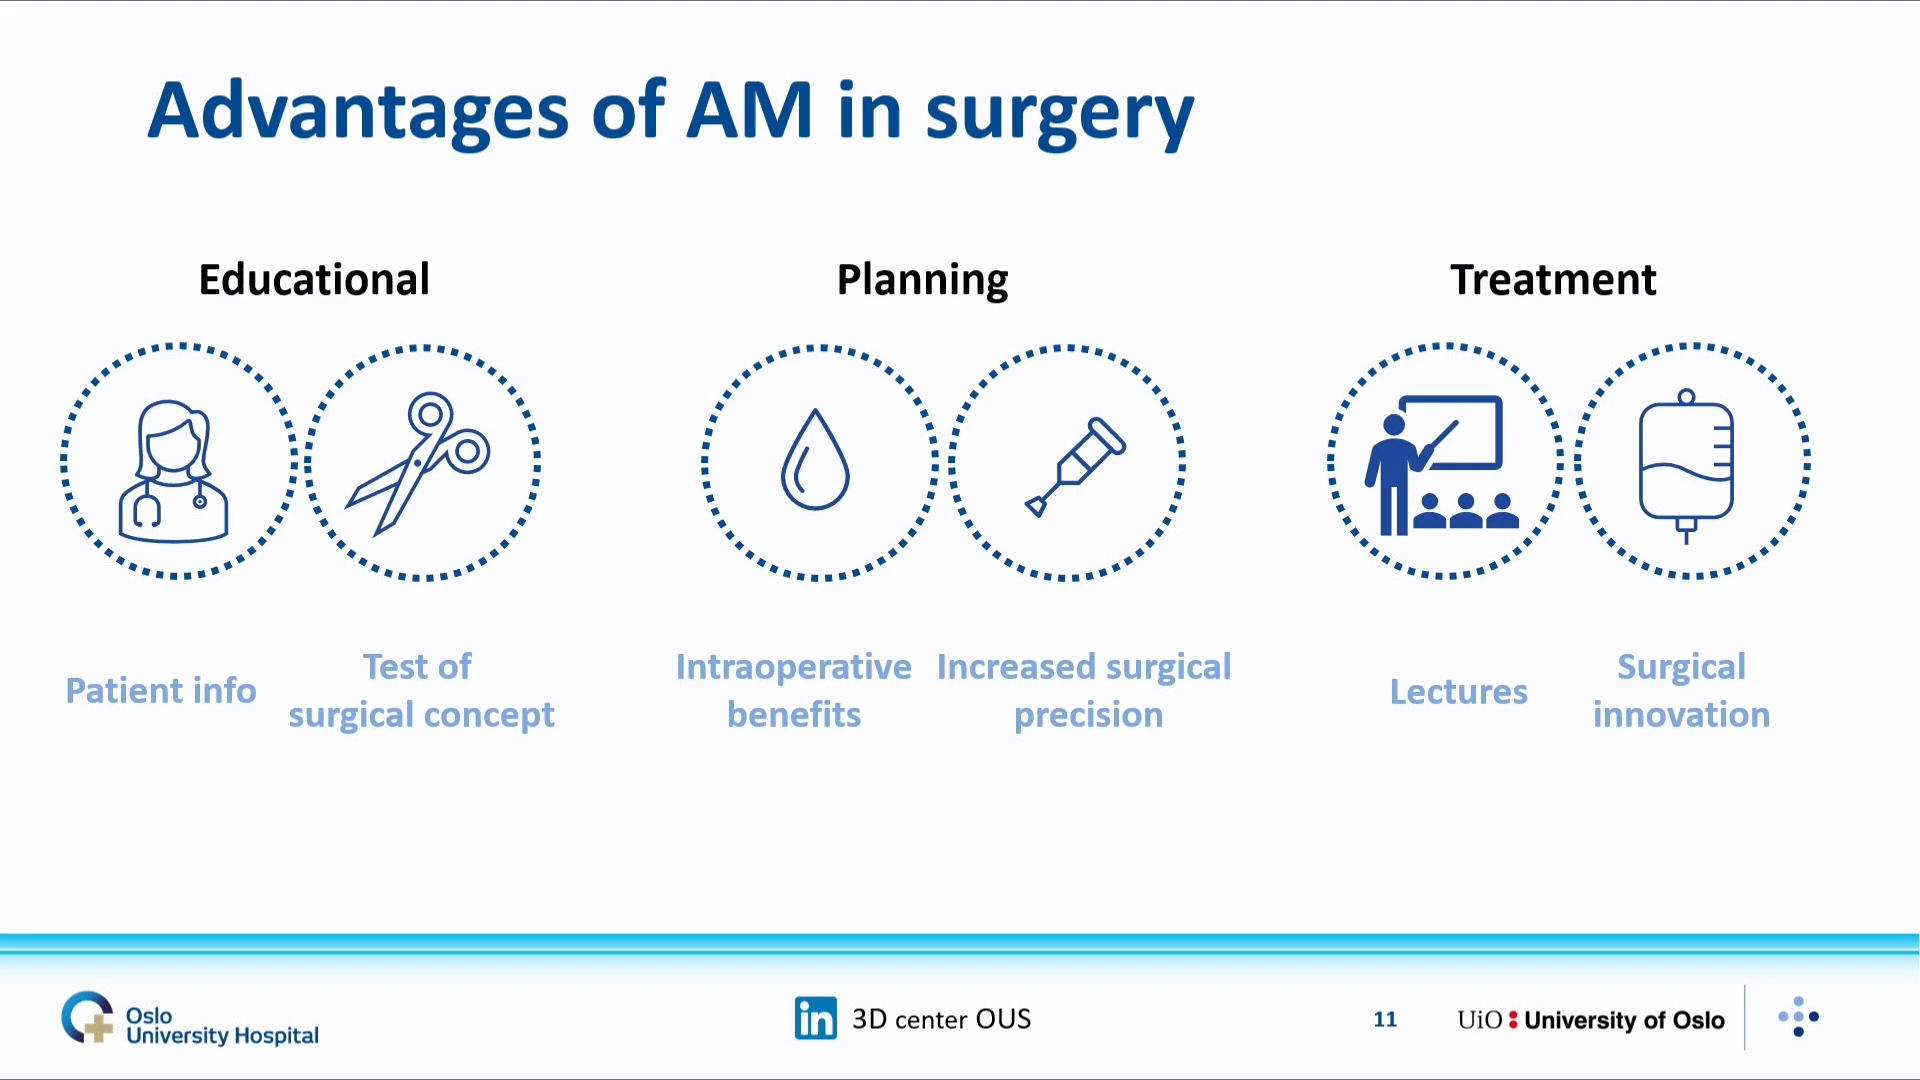 Advantages of AM in surgery
Educational
Planning
Treatment
Patient info
Test of
surgical concept
Intraoperative
benefits
Increased surgical
precision
Lectures
Surgical
innovation
Oslo
University Hospital
in
3D center OUS
11
UiO University of Oslo